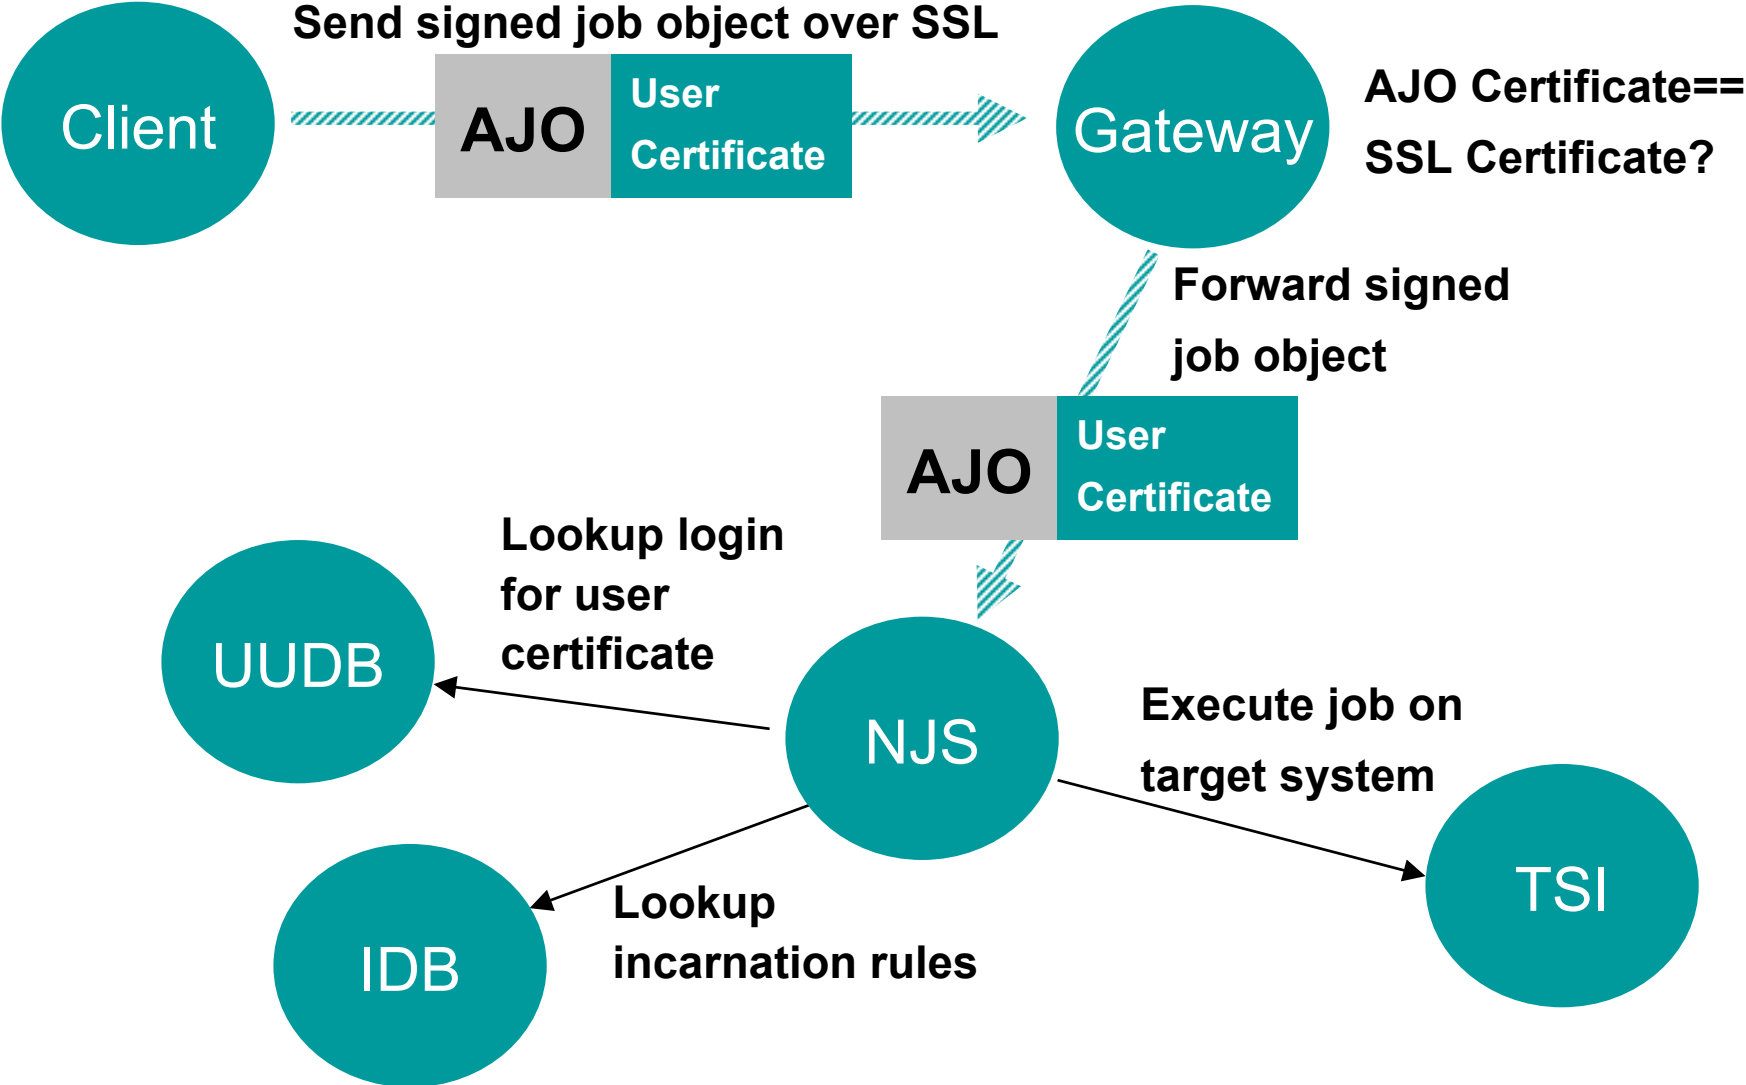 Send signed job object over SSL
Client
AJO
User
Certificate
Gateway
AJO Certificate==
SSL Certificate?
Forward signed
job object
AJO
User
Certificate
Lookup login
for user
certificate
UUDB
NJS
Execute job on
target system
TSI
Lookup
incarnation rules
IDB